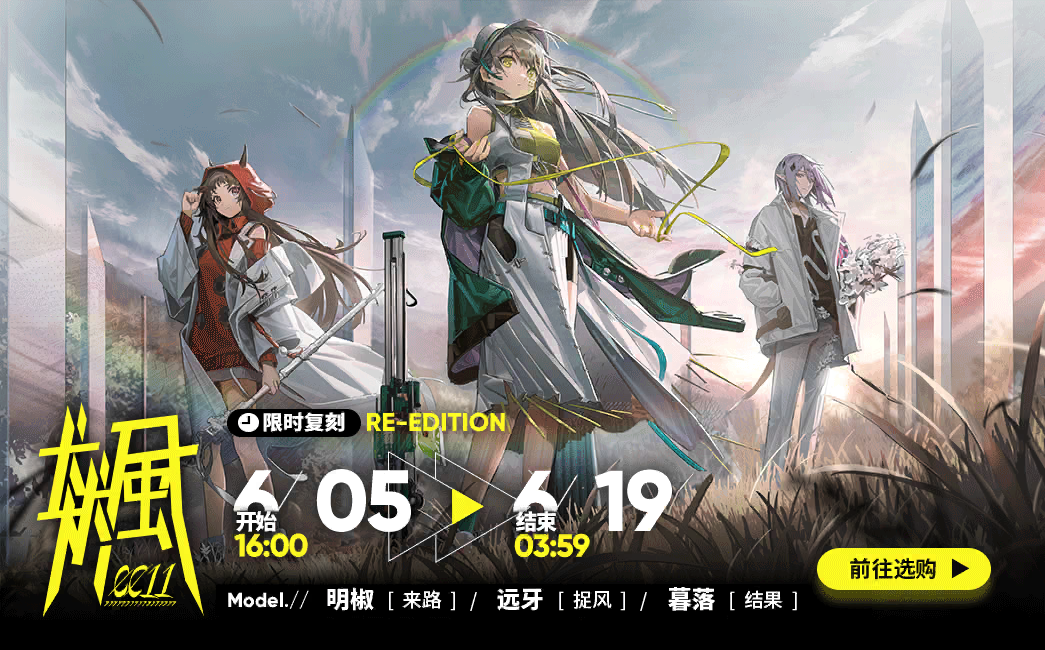 限时复刻 RE-EDITION
6/05 ▶ 6/19
开始 结束
16:00 03:59
飙
ee11
前往选购 ▶
Model.// 明椒 [ 来路 ] / 远牙 [ 捉风 ] / 暮落 [ 结果 ]